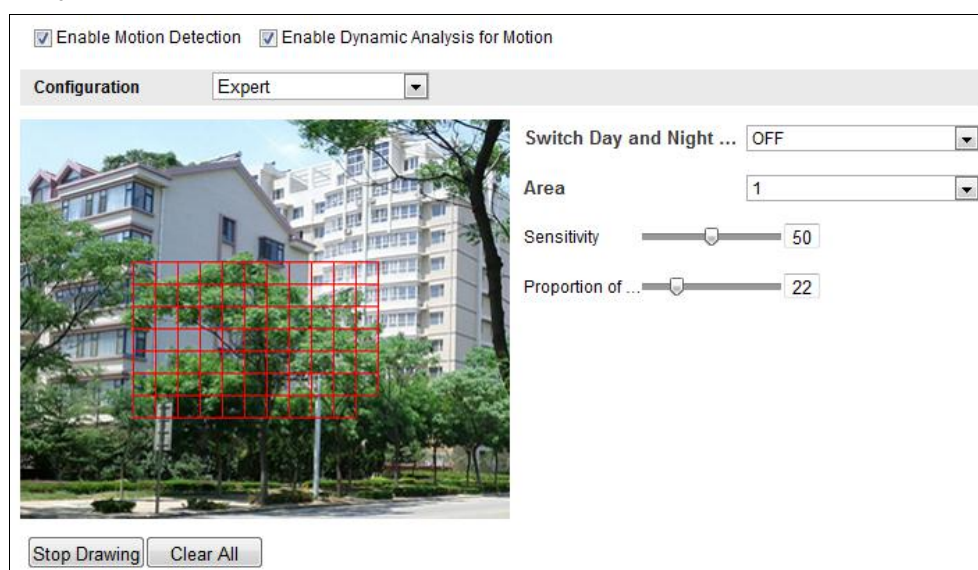 Enable Motion Detection Enable Dynamic Analysis for Motion
Configuration Expert
Switch Day and Night ... OFF
Area 1
Sensitivity 50
Proportion of ... 22
Stop Drawing Clear All